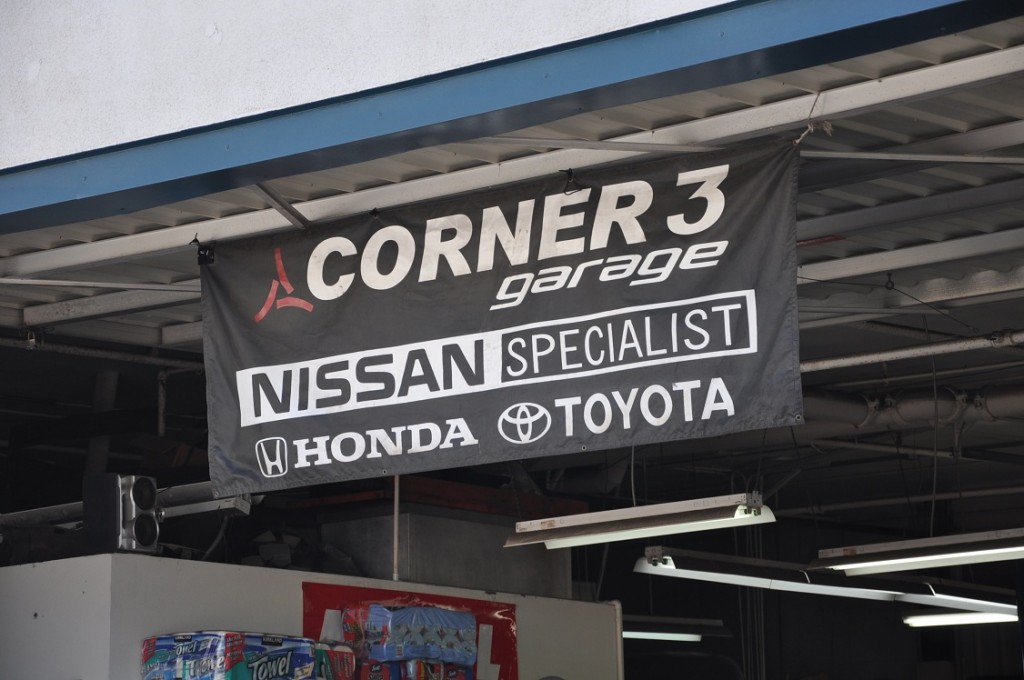 CORNER 3
garage
NISSAN SPECIALIST
HONDA TOYOTA
Towel